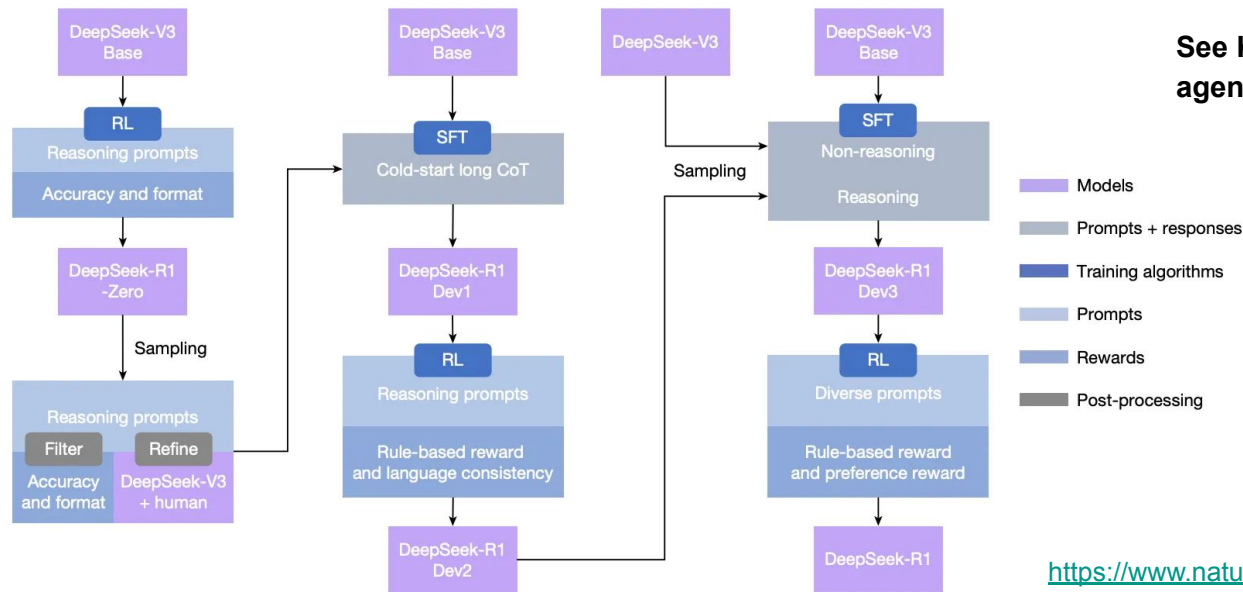 DeepSeek-V3
Base
RL
Reasoning prompts
Accuracy and format
DeepSeek-R1
-Zero
Sampling
Reasoning prompts
Filter
Refine
Accuracy
and format
DeepSeek-V3
+ human
DeepSeek-V3
Base
SFT
Cold-start long CoT
DeepSeek-R1
Dev1
RL
Reasoning prompts
Rule-based reward
and language consistency
DeepSeek-R1
Dev2
DeepSeek-V3
Sampling
DeepSeek-V3
Base
SFT
Non-reasoning
Reasoning
DeepSeek-R1
Dev3
RL
Diverse prompts
Rule-based reward
and preference reward
DeepSeek-R1
See
agen
Models
Prompts + responses
Training algorithms
Prompts
Rewards
Post-processing
https://www.natu